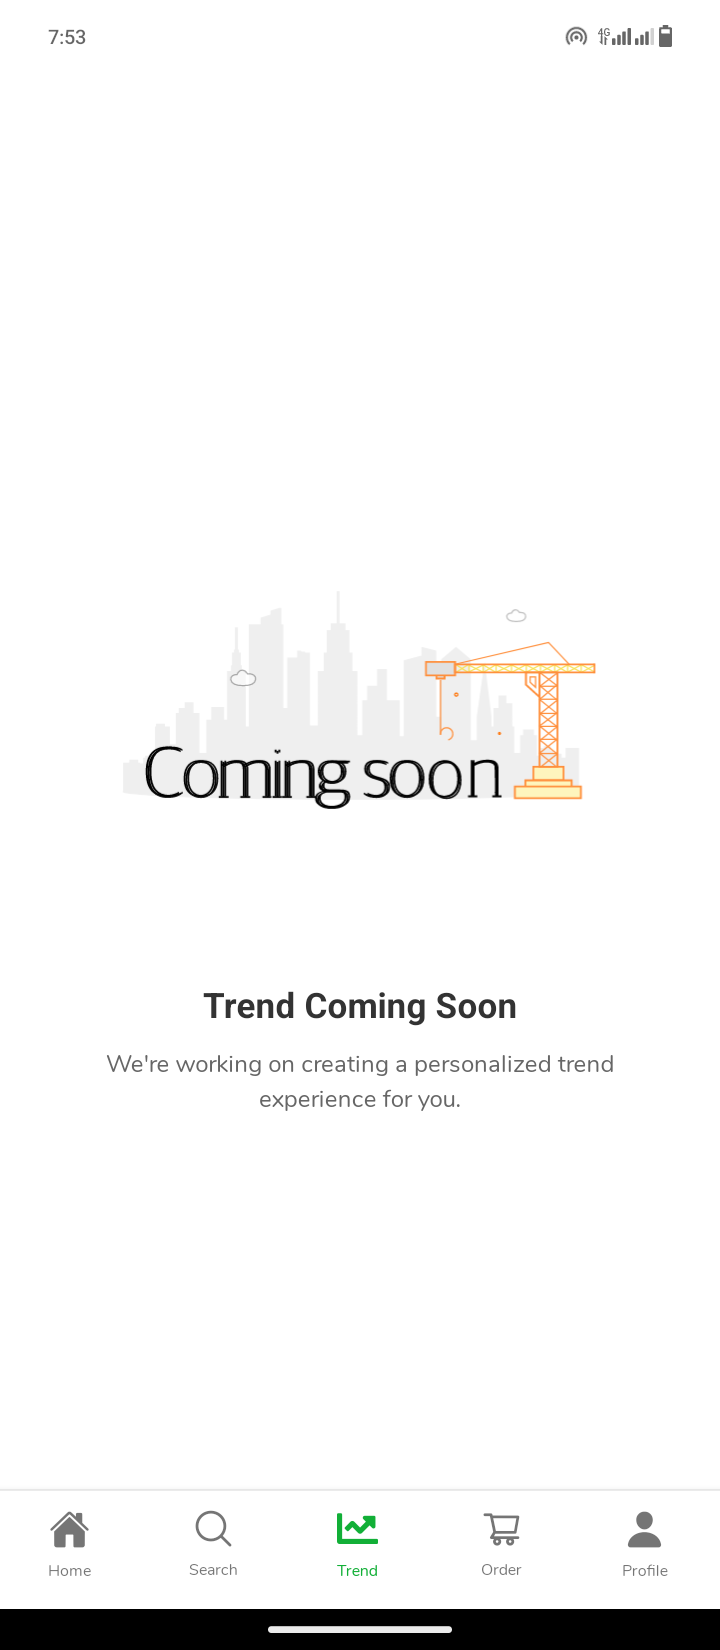 7:53
4G
Coming soon
Trend Coming Soon
We're working on creating a personalized trend
experience for you.
Home
Search
Trend
Order
Profile